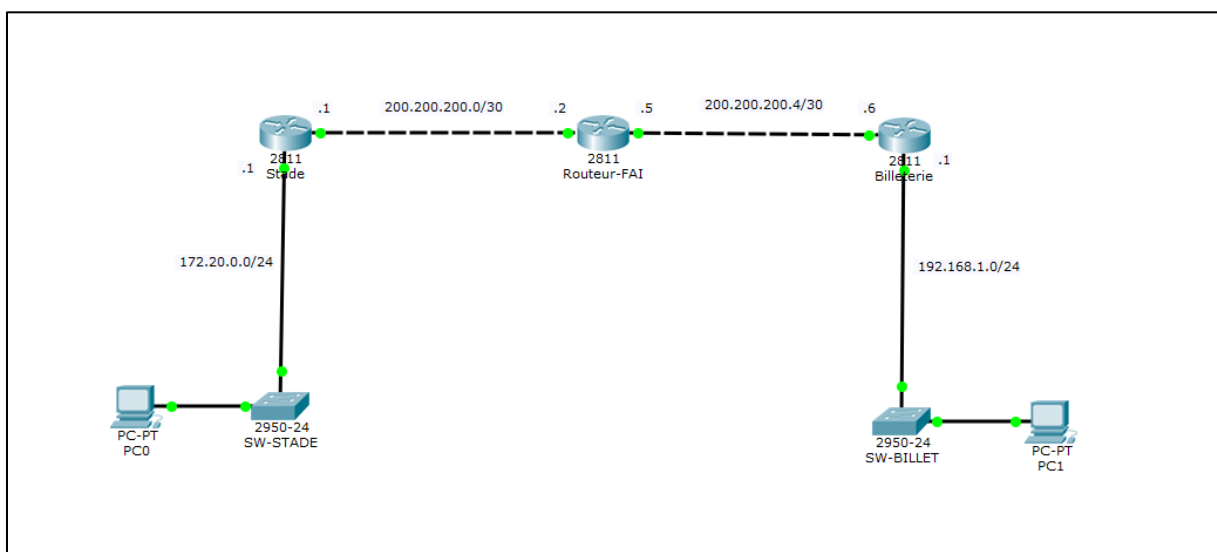 .1
200.200.200.0/30
.2
.5
200.200.200.4/30
.6
2811
Stade
.1
2811
Routeur-FAI
2811
Billeterie
.1
172.20.0.0/24
192.168.1.0/24
PC-PT
PC0
2950-24
SW-STADE
2950-24
SW-BILLET
PC-PT
PC1